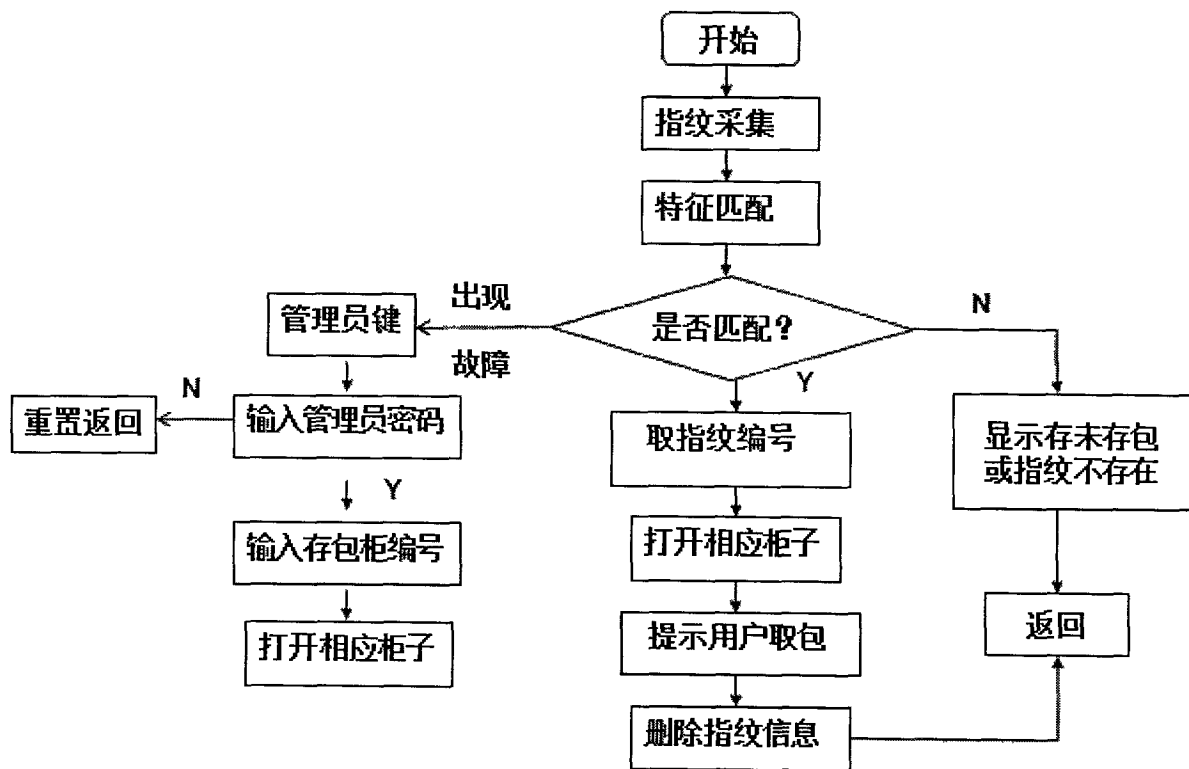 开始
指纹采集
特征匹配
出现
管理员键
是否匹配？
N
故障
Y
N
重置返回
输入管理员密码
取指纹编号
显示存未存包
或指纹不存在
Y
输入存包柜编号
打开相应柜子
打开相应柜子
提示用户取包
返回
删除指纹信息